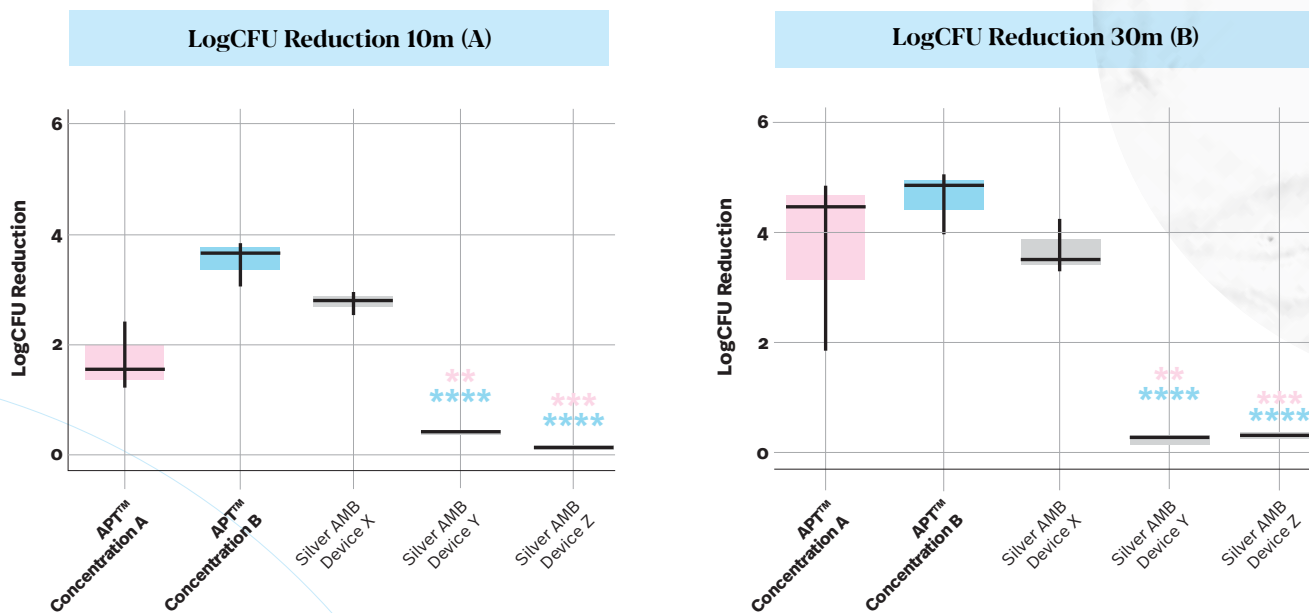 LogCFU Reduction 10m (A)
LogCFU Reduction
6
4
2
0
**
****
***
****
APT™
Concentration A
APT™
Concentration B
Silver AMB
Device X
Silver AMB
Device Y
Silver AMB
Device Z
LogCFU Reduction 30m (B)
LogCFU Reduction
6
4
2
0
**
****
***
****
APT™
Concentration A
APT™
Concentration B
Silver AMB
Device X
Silver AMB
Device Y
Silver AMB
Device Z